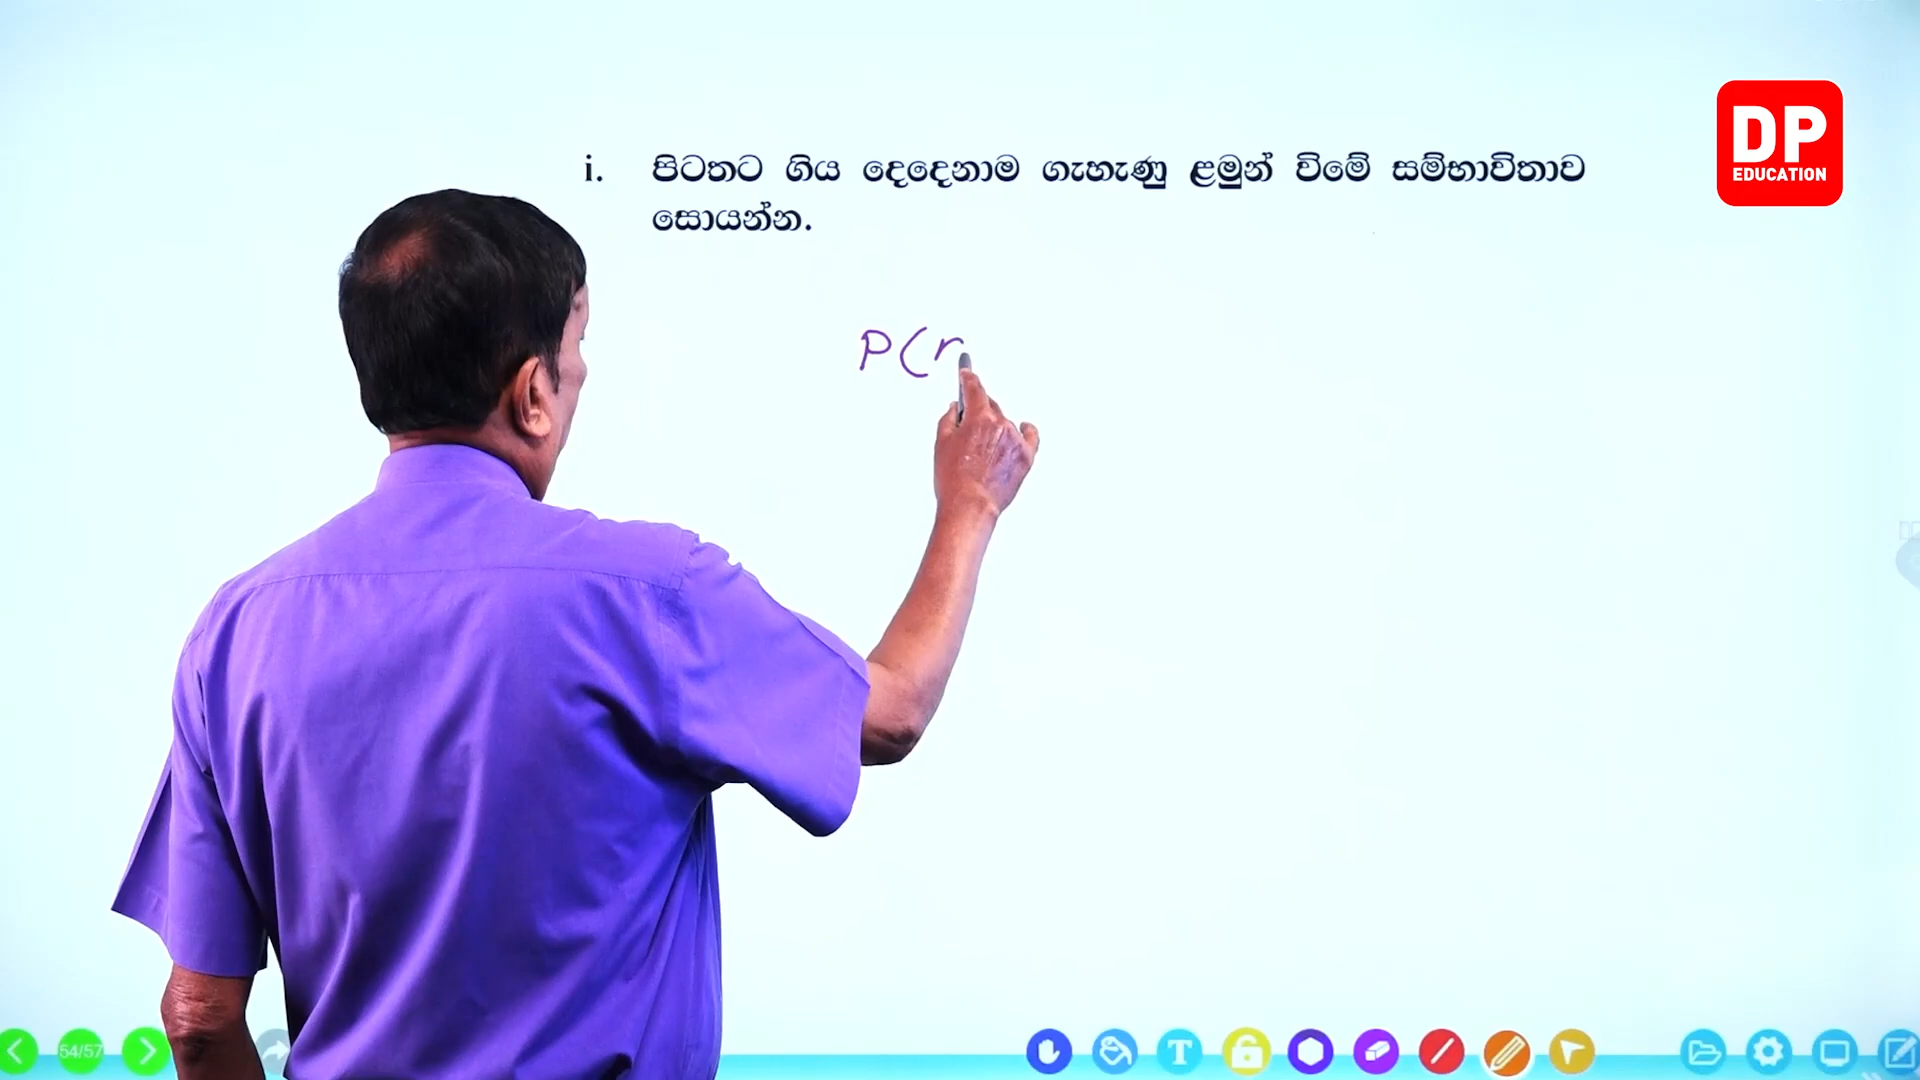 DP
EDUCATION
i. පිටතට ගිය දෙදෙනාම ගැහැණු ළමුන් වීමේ සම්භාවිතාව
සොයන්න.
P(r
54/57
T